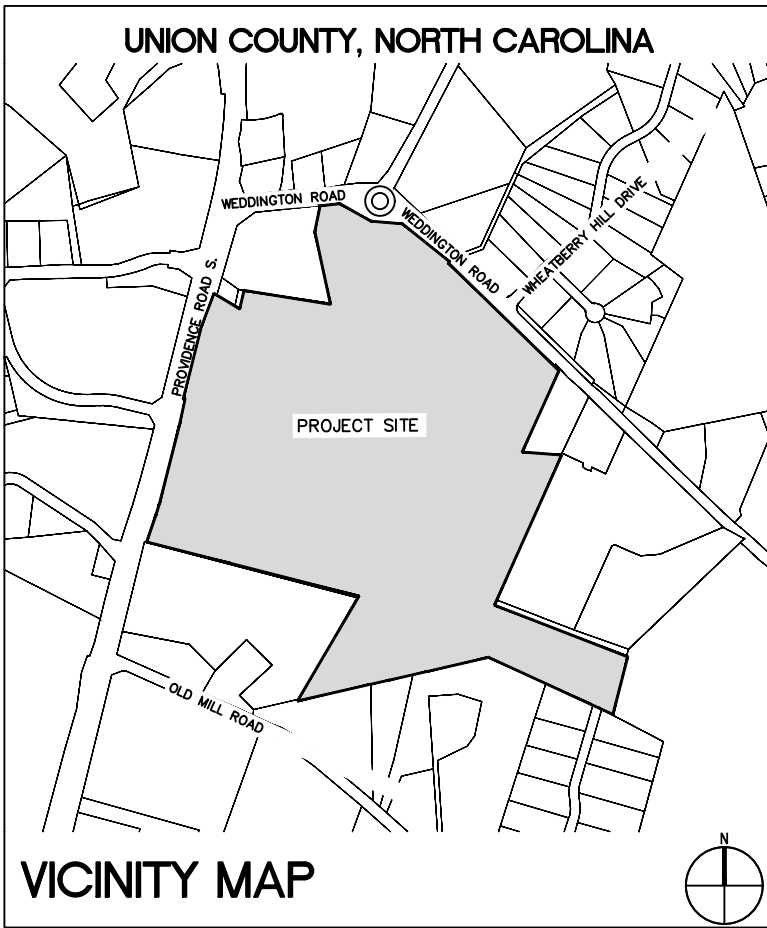 UNION COUNTY, NORTH CAROLINA
WEDDINGTON ROAD
WEDDINGTON ROAD
WHEATBERRY HILL DRIVE
PROVIDENCE ROAD S.
PROJECT SITE
OLD MILL ROAD
VICINITY MAP
N